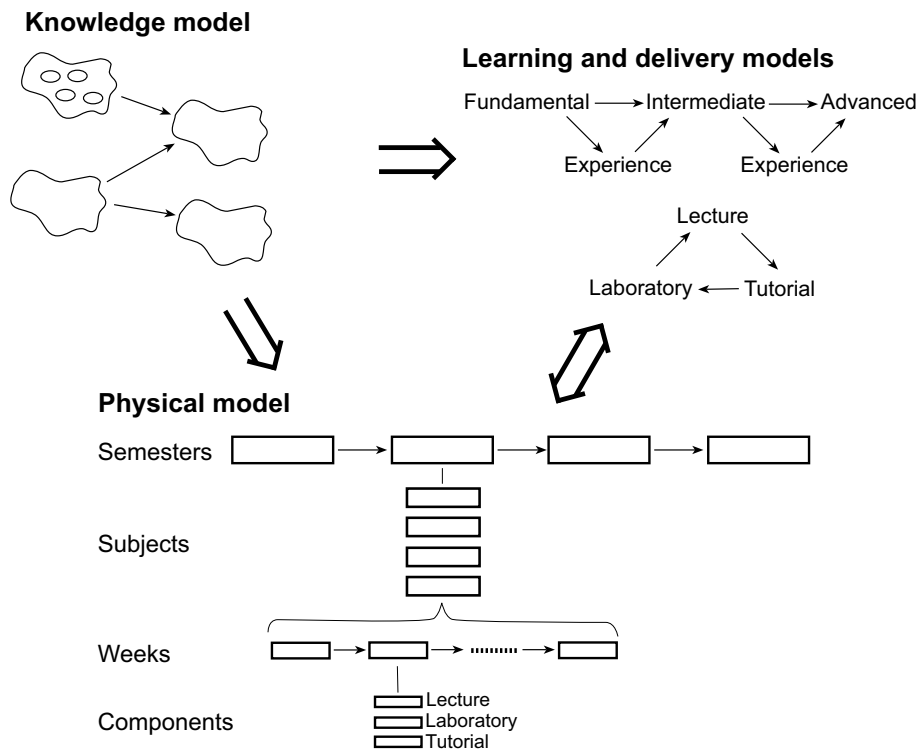 Knowledge model
Learning and delivery models
Fundamental Intermediate Advanced
Experience Experience
Lecture
Laboratory Tutorial
Physical model
Semesters
Subjects
Weeks
Components
Lecture
Laboratory
Tutorial